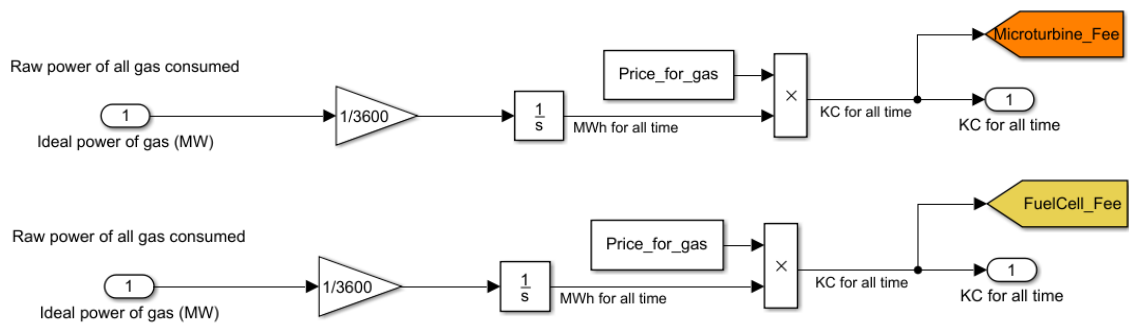 Microturbine_Fee
Raw power of all gas consumed
Price_for_gas
1
1/3600
1
s
×
1
Ideal power of gas (MW)
MWh for all time
KC for all time
KC for all time
FuelCell_Fee
Raw power of all gas consumed
Price_for_gas
1
1/3600
1
s
×
1
Ideal power of gas (MW)
MWh for all time
KC for all time
KC for all time